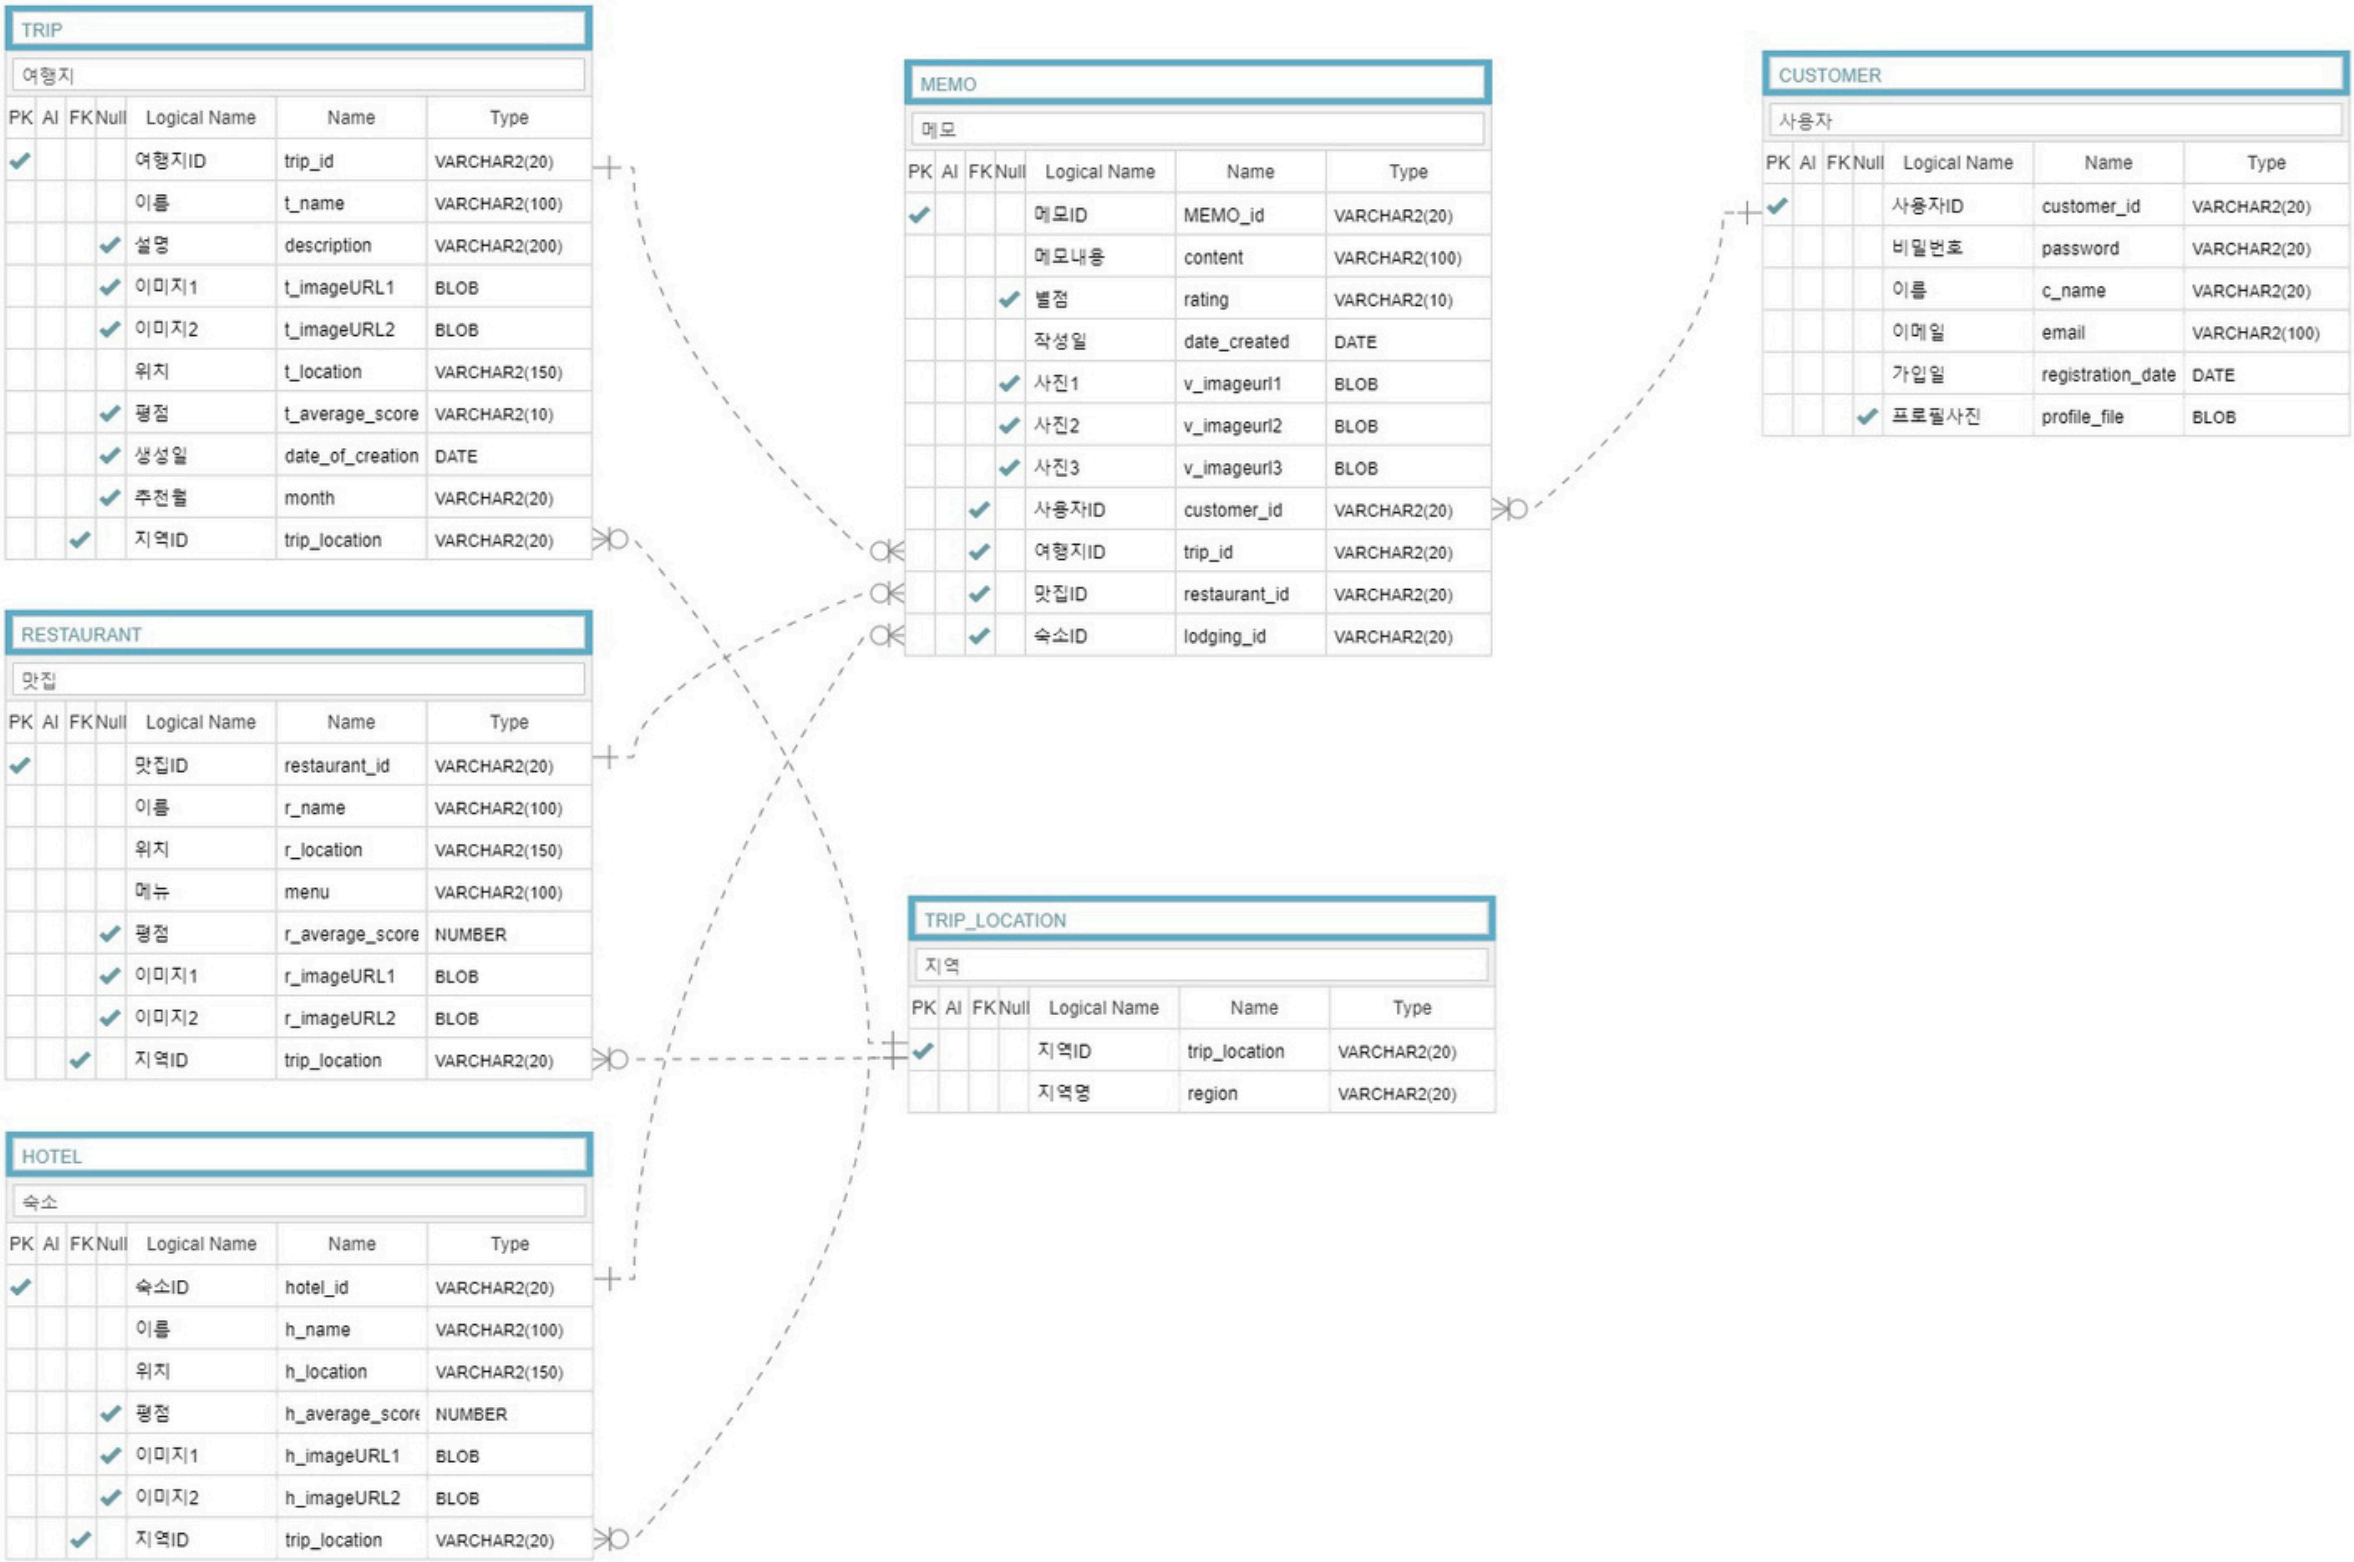 TRIP
여행지
PK AI FK Null Logical Name Name Type
여행지ID trip_id VARCHAR2(20)
이름 t_name VARCHAR2(100)
설명 description VARCHAR2(200)
이미지1 t_imageURL1 BLOB
이미지2 t_imageURL2 BLOB
위치 t_location VARCHAR2(150)
평점 t_average_score VARCHAR2(10)
생성일 date_of_creation DATE
추천월 month VARCHAR2(20)
지역ID trip_location VARCHAR2(20)
RESTAURANT
맛집
PK AI FK Null Logical Name Name Type
맛집ID restaurant_id VARCHAR2(20)
이름 r_name VARCHAR2(100)
위치 r_location VARCHAR2(150)
메뉴 menu VARCHAR2(100)
평점 r_average_score NUMBER
이미지1 r_imageURL1 BLOB
이미지2 r_imageURL2 BLOB
지역ID trip_location VARCHAR2(20)
HOTEL
숙소
PK AI FK Null Logical Name Name Type
숙소ID hotel_id VARCHAR2(20)
이름 h_name VARCHAR2(100)
위치 h_location VARCHAR2(150)
평점 h_average_score NUMBER
이미지1 h_imageURL1 BLOB
이미지2 h_imageURL2 BLOB
지역ID trip_location VARCHAR2(20)
MEMO
메모
PK AI FK Null Logical Name Name Type
메모ID MEMO_id VARCHAR2(20)
메모내용 content VARCHAR2(100)
별점 rating VARCHAR2(10)
작성일 date_created DATE
사진1 v_imageurl1 BLOB
사진2 v_imageurl2 BLOB
사진3 v_imageurl3 BLOB
사용자ID customer_id VARCHAR2(20)
여행지ID trip_id VARCHAR2(20)
맛집ID restaurant_id VARCHAR2(20)
숙소ID lodging_id VARCHAR2(20)
TRIP_LOCATION
지역
PK AI FK Null Logical Name Name Type
지역ID trip_location VARCHAR2(20)
지역명 region VARCHAR2(20)
CUSTOMER
사용자
PK AI FK Null Logical Name Name Type
사용자ID customer_id VARCHAR2(20)
비밀번호 password VARCHAR2(20)
이름 c_name VARCHAR2(20)
이메일 email VARCHAR2(100)
가입일 registration_date DATE
프로필사진 profile_file BLOB